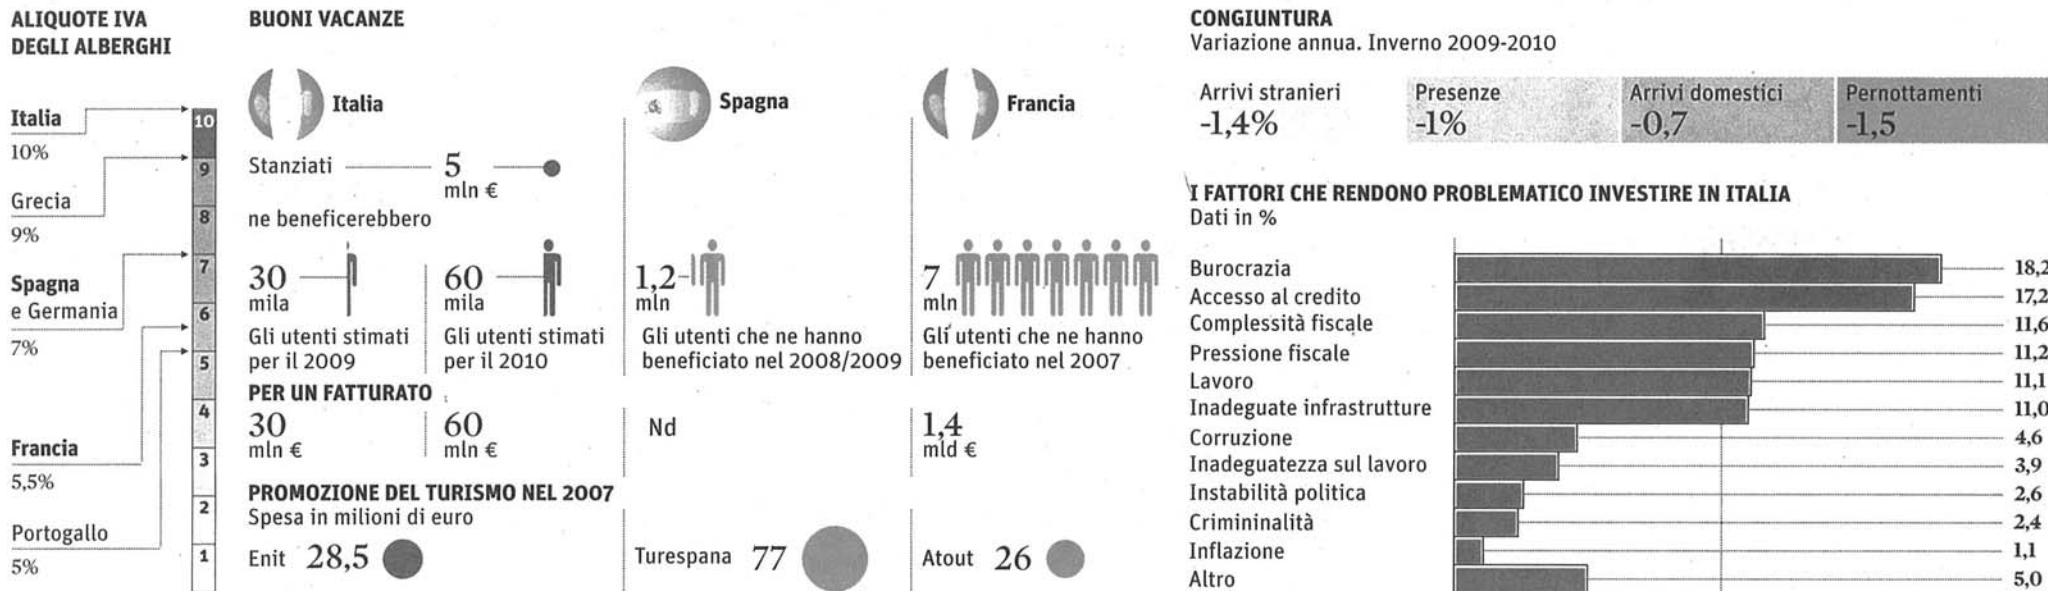 ALIQUOTE IVA
DEGLI ALBERGHI
Italia
10%
Grecia
9%
Spagna
e Germania
7%
Francia
5,5%
Portogallo
5%
10
9
8
7
6
5
4
3
2
1
BUONI VACANZE
Italia
Spagna
Francia
Stanziati
5
mln €
ne beneficerebbero
30
mila
Gli utenti stimati
per il 2009
60
mila
Gli utenti stimati
per il 2010
1,2
mln
Gli utenti che ne hanno
beneficiato nel 2008/2009
7
mln
Gli utenti che ne hanno
beneficiato nel 2007
PER UN FATTURATO
30
mln €
60
mln €
Nd
1,4
mld €
PROMOZIONE DEL TURISMO NEL 2007
Spesa in milioni di euro
Enit 28,5
Turespana 77
Atout 26
CONGIUNTURA
Variazione annua. Inverno 2009-2010
Arrivi stranieri
-1,4%
Presenze
-1%
Arrivi domestici
-0,7
Pernottamenti
-1,5
I FATTORI CHE RENDONO PROBLEMATICO INVESTIRE IN ITALIA
Dati in %
Burocrazia 18,2
Accesso al credito 17,2
Complessità fiscale 11,6
Pressione fiscale 11,2
Lavoro 11,1
Inadeguate infrastrutture 11,0
Corruzione 4,6
Inadeguatezza sul lavoro 3,9
Instabilità politica 2,6
Crimininalità 2,4
Inflazione 1,1
Altro 5,0